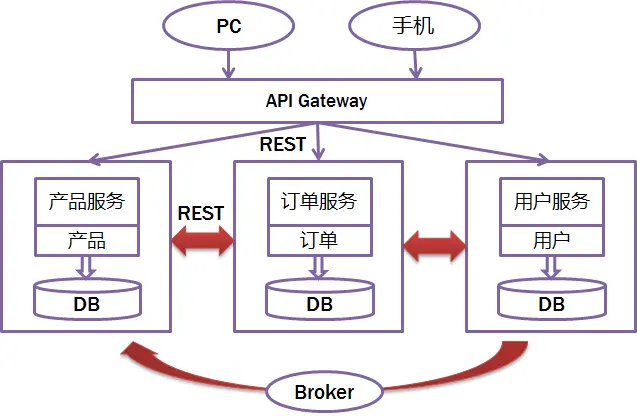 PC
手机
API Gateway
REST
产品服务
产品
DB
REST
订单服务
订单
DB
用户服务
用户
DB
Broker